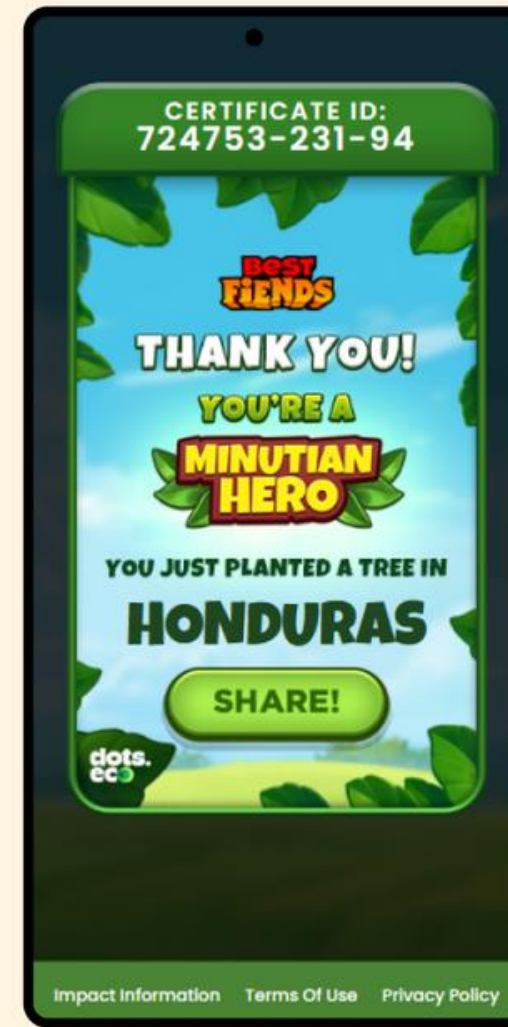 CERTIFICATE ID:
724753-231-94
BEST
FIENDS
THANK YOU!
YOU'RE A
MINUTIAN
HERO
YOU JUST PLANTED A TREE IN
HONDURAS
SHARE!
dots.
eco
Impact Information Terms Of Use Privacy Policy